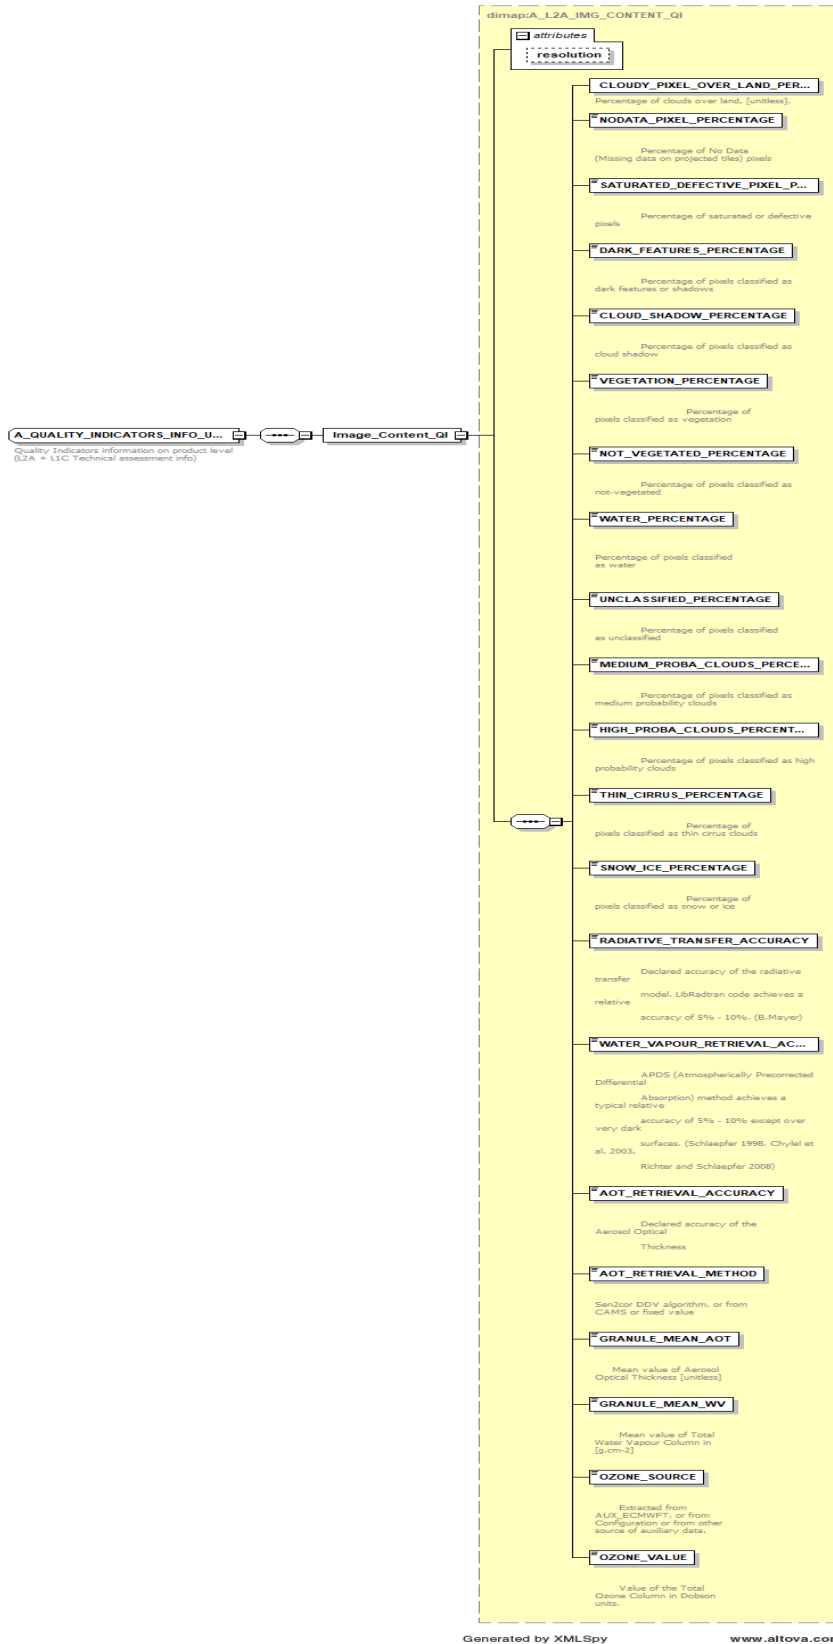 dimap:A_L2A_IMG_CONTENT_QI
attributes
resolution
CLOUDY_PIXEL_OVER_LAND_PER...
Percentage of clouds over land, [unitless].
NODATA_PIXEL_PERCENTAGE
Percentage of No Data
(Missing data on projected tiles) pixels
SATURATED_DEFECTIVE_PIXEL_P...
Percentage of saturated or defective
pixels
DARK_FEATURES_PERCENTAGE
Percentage of pixels classified as
dark features or shadows
CLOUD_SHADOW_PERCENTAGE
Percentage of pixels classified as
cloud shadow
VEGETATION_PERCENTAGE
Percentage of
pixels classified as vegetation
A_QUALITY_INDICATORS_INFO_U...
Quality Indicators information on product level
(L2A + L1C Technical assessment info)
Image_Content_QI
NOT_VEGETATED_PERCENTAGE
Percentage of pixels classified as
not-vegetated
WATER_PERCENTAGE
Percentage of pixels classified
as water
UNCLASSIFIED_PERCENTAGE
Percentage of pixels classified
as unclassified
MEDIUM_PROBA_CLOUDS_PERCE...
Percentage of pixels classified as
medium probability clouds
HIGH_PROBA_CLOUDS_PERCENT...
Percentage of pixels classified as high
probability clouds
THIN_CIRRUS_PERCENTAGE
Percentage of
pixels classified as thin cirrus clouds
SNOW_ICE_PERCENTAGE
Percentage of
pixels classified as snow or ice
RADIATIVE_TRANSFER_ACCURACY
Declared accuracy of the radiative
transfer
model. LibRadtran code achieves a
relative
accuracy of 5% - 10%. (B.Mayer)
WATER_VAPOUR_RETRIEVAL_AC...
APDS (Atmospherically Precorrected
Differential
Absorption) method achieves a
typical relative
accuracy of 5% - 10% except over
very dark
surfaces. (Schlaepfer 1998, Chylel et
al. 2003,
Richter and Schlaepfer 2008)
AOT_RETRIEVAL_ACCURACY
Declared accuracy of the
Aerosol Optical
Thickness
AOT_RETRIEVAL_METHOD
Sen2cor DDV algorithm, or from
CAMS or fixed value
GRANULE_MEAN_AOT
Mean value of Aerosol
Optical Thickness [unitless]
GRANULE_MEAN_WV
Mean value of Total
Water Vapour Column in
[g.cm-2]
OZONE_SOURCE
Extracted from
AUX_ECMWFT, or from
Configuration or from other
source of auxiliary data.
OZONE_VALUE
Value of the Total
Ozone Column in Dobson
units.
Generated by XMLSpy
www.altova.com